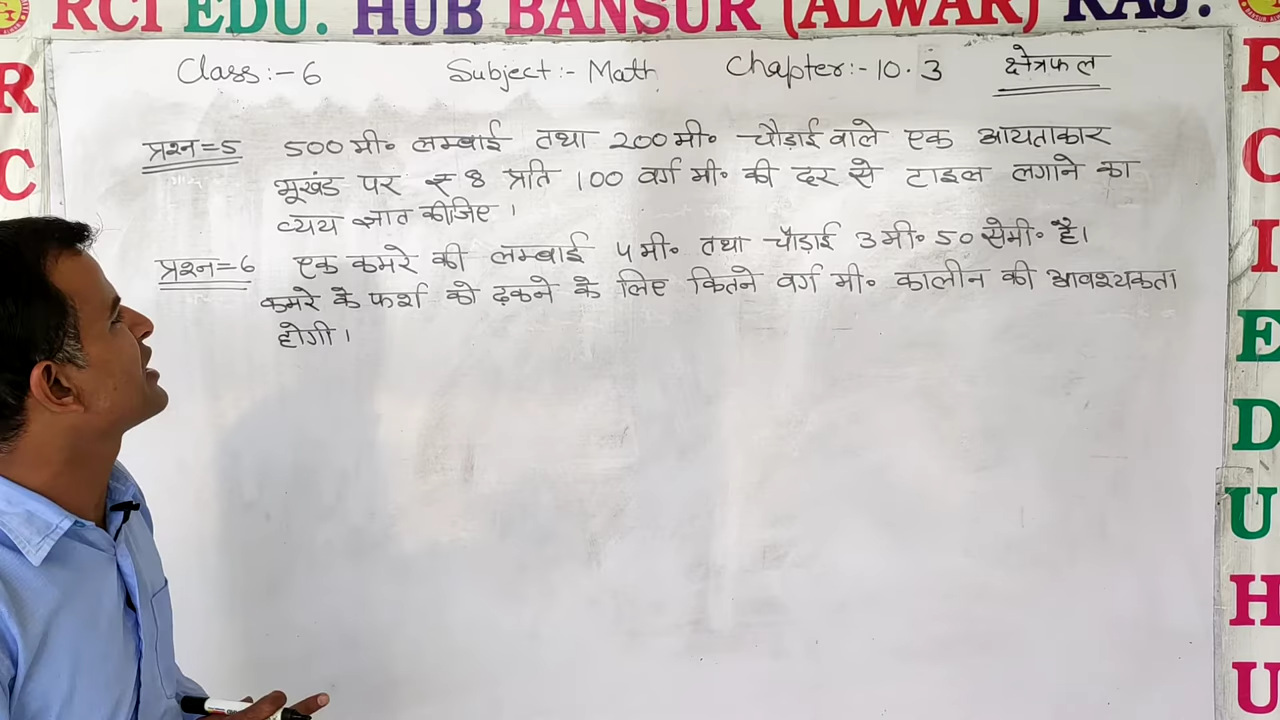 RCI EDU. HUB BANSUR (ALWAR) RAJ.
Class:- 6 Subject:- Math Chapter:- 10.3 क्षेत्रफल
प्रश्न=5 500 मी॰ लम्बाई तथा 200 मी॰ चौड़ाई वाले एक आयताकार
भूखंड पर ₹ 8 प्रति 100 वर्ग मी॰ की दर से टाइल लगाने का
व्यय ज्ञात कीजिए ।
प्रश्न=6 एक कमरे की लम्बाई 4 मी॰ तथा चौड़ाई 3 मी॰ 50 सेमी॰ है।
कमरे के फर्श को ढ़कने के लिए कितने वर्ग मी॰ कालीन की आवश्यकता
होगी ।
R
C
R
C
I
E
D
U
H
U